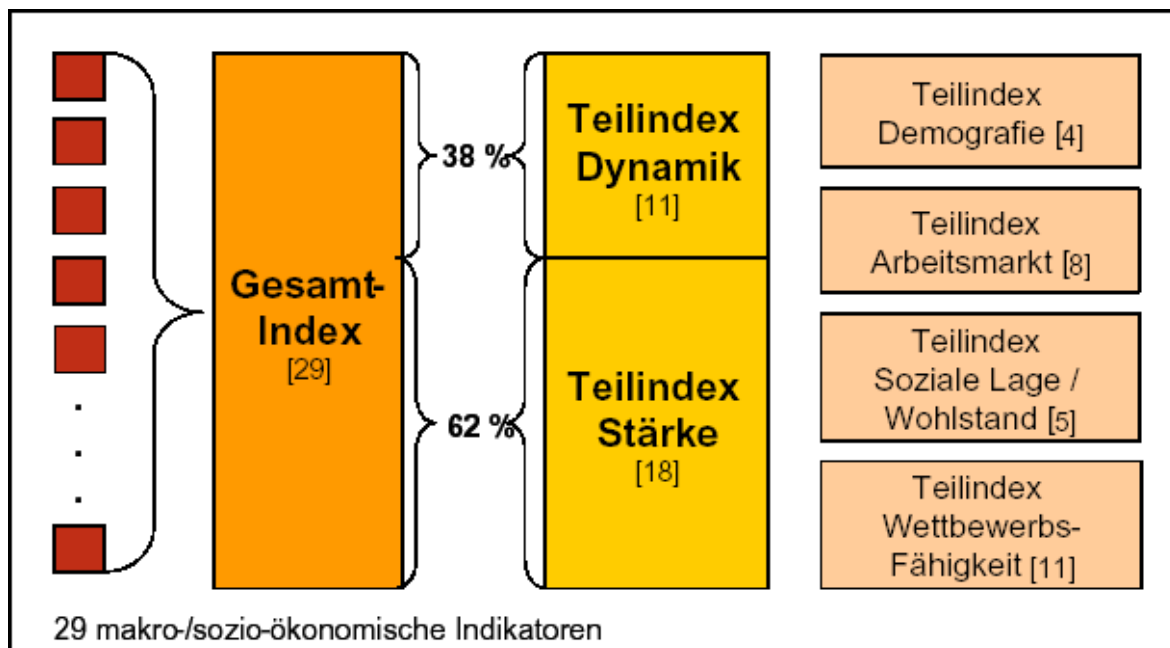 Gesamt-
Index
[29]
38 %
62 %
Teilindex
Dynamik
[11]
Teilindex
Stärke
[18]
Teilindex
Demografie [4]
Teilindex
Arbeitsmarkt [8]
Teilindex
Soziale Lage /
Wohlstand [5]
Teilindex
Wettbewerbs-
Fähigkeit [11]
29 makro-/sozio-ökonomische Indikatoren